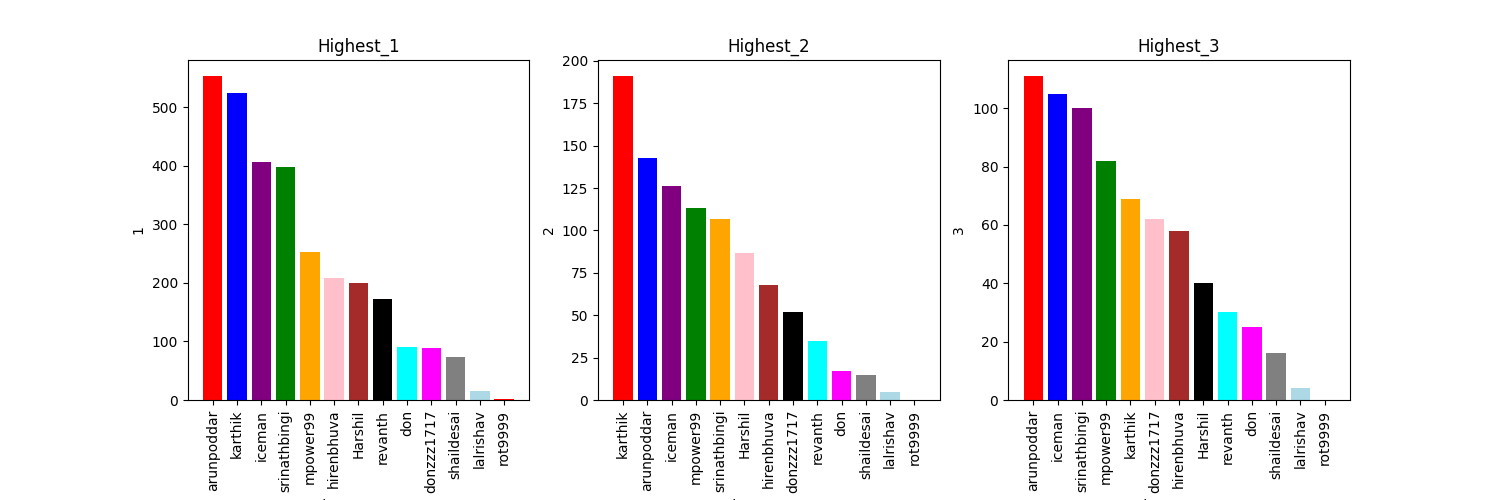 Highest_1
1
500
400
300
200
100
0
arunpoddar
karthik
iceman
srinathbingi
mpower99
hirenbhuva
Harshil
revanth
don
donzzz1717
shaildesai
lalrishav
rot9999
Highest_2
2
200
175
150
125
100
75
50
25
0
karthik
arunpoddar
iceman
mpower99
srinathbingi
Harshil
hirenbhuva
donzzz1717
revanth
don
shaildesai
lalrishav
rot9999
Highest_3
3
100
80
60
40
20
0
arunpoddar
iceman
srinathbingi
mpower99
karthik
donzzz1717
hirenbhuva
Harshil
revanth
don
shaildesai
lalrishav
rot9999